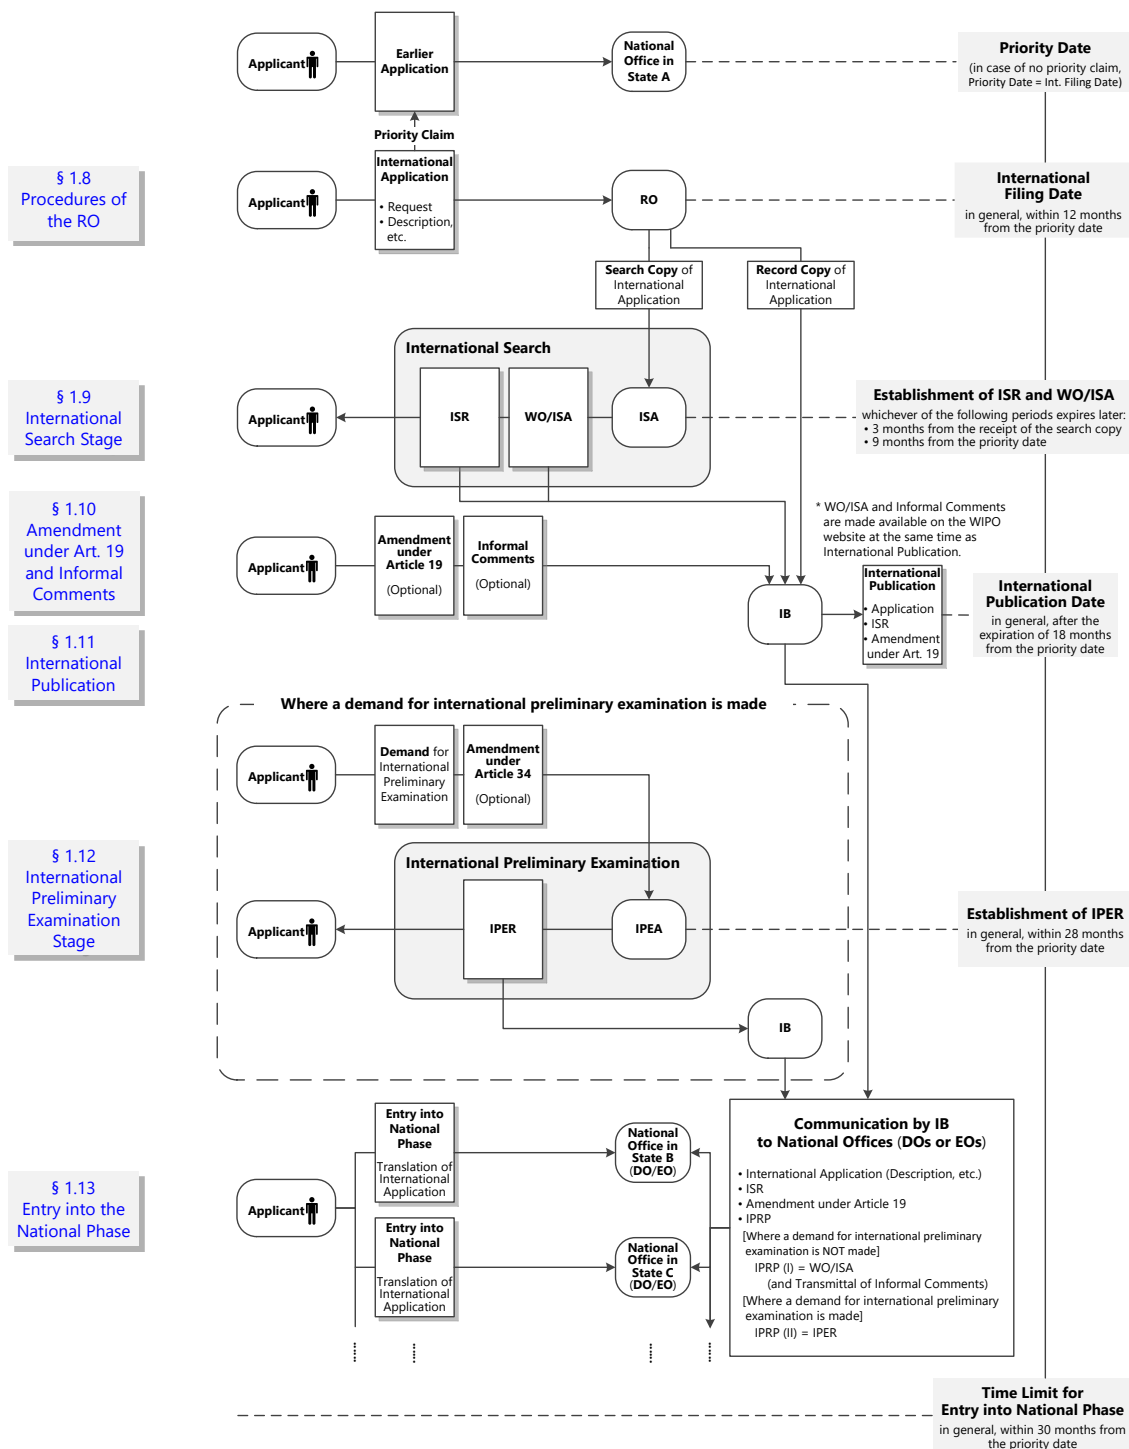 Applicant
Earlier
Application
National
Office in
State A
Priority Date
(in case of no priority claim,
Priority Date = Int. Filing Date)
Priority Claim
§ 1.8
Procedures of
the RO
Applicant
International
Application
• Request
• Description,
etc.
RO
International
Filing Date
in general, within 12 months
from the priority date
Search Copy of
International
Application
Record Copy of
International
Application
International Search
§ 1.9
International
Search Stage
Applicant
ISR
WO/ISA
ISA
Establishment of ISR and WO/ISA
whichever of the following periods expires later:
• 3 months from the receipt of the search copy
• 9 months from the priority date
§ 1.10
Amendment
under Art. 19
and Informal
Comments
* WO/ISA and Informal Comments
are made available on the WIPO
website at the same time as
International Publication.
Applicant
Amendment
under
Article 19
(Optional)
Informal
Comments
(Optional)
IB
International
Publication
• Application
• ISR
• Amendment
under Art. 19
International
Publication Date
in general, after the
expiration of 18 months
from the priority date
§ 1.11
International
Publication
Where a demand for international preliminary examination is made
Applicant
Demand for
International
Preliminary
Examination
Amendment
under
Article 34
(Optional)
§ 1.12
International
Preliminary
Examination
Stage
International Preliminary Examination
Applicant
IPER
IPEA
Establishment of IPER
in general, within 28 months
from the priority date
IB
§ 1.13
Entry into the
National Phase
Applicant
Entry into
National
Phase
Translation of
International
Application
National
Office in
State B
(DO/EO)
Entry into
National
Phase
Translation of
International
Application
National
Office in
State C
(DO/EO)
Communication by IB
to National Offices (DOs or EOs)
• International Application (Description, etc.)
• ISR
• Amendment under Article 19
• IPRP
[Where a demand for international preliminary
examination is NOT made]
IPRP (I) = WO/ISA
(and Transmittal of Informal Comments)
[Where a demand for international preliminary
examination is made]
IPRP (II) = IPER
Time Limit for
Entry into National Phase
in general, within 30 months from
the priority date